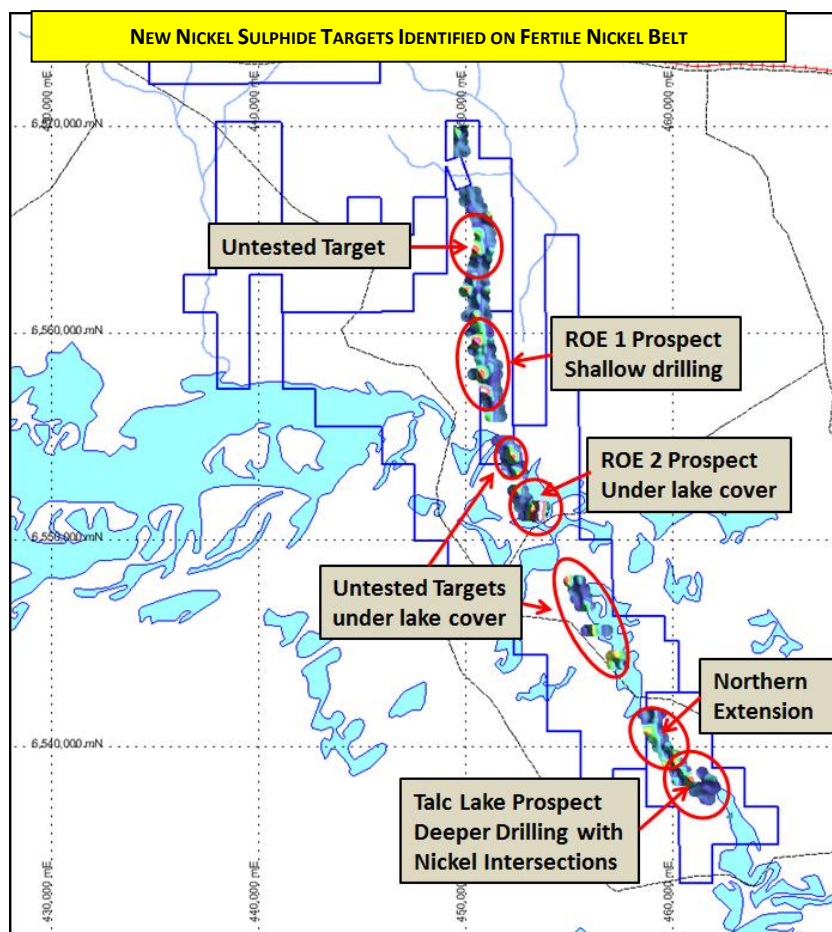 NEW NICKEL SULPHIDE TARGETS IDENTIFIED ON FERTILE NICKEL BELT
6,570,000 mN
Untested Target
6,560,000 mN
ROE 1 Prospect
Shallow drilling
ROE 2 Prospect
Under lake cover
6,550,000 mN
Untested Targets
under lake cover
Northern
Extension
6,540,000 mN
Talc Lake Prospect
Deeper Drilling with
Nickel Intersections
430,000 mE
440,000 mE
450,000 mE
460,000 mE